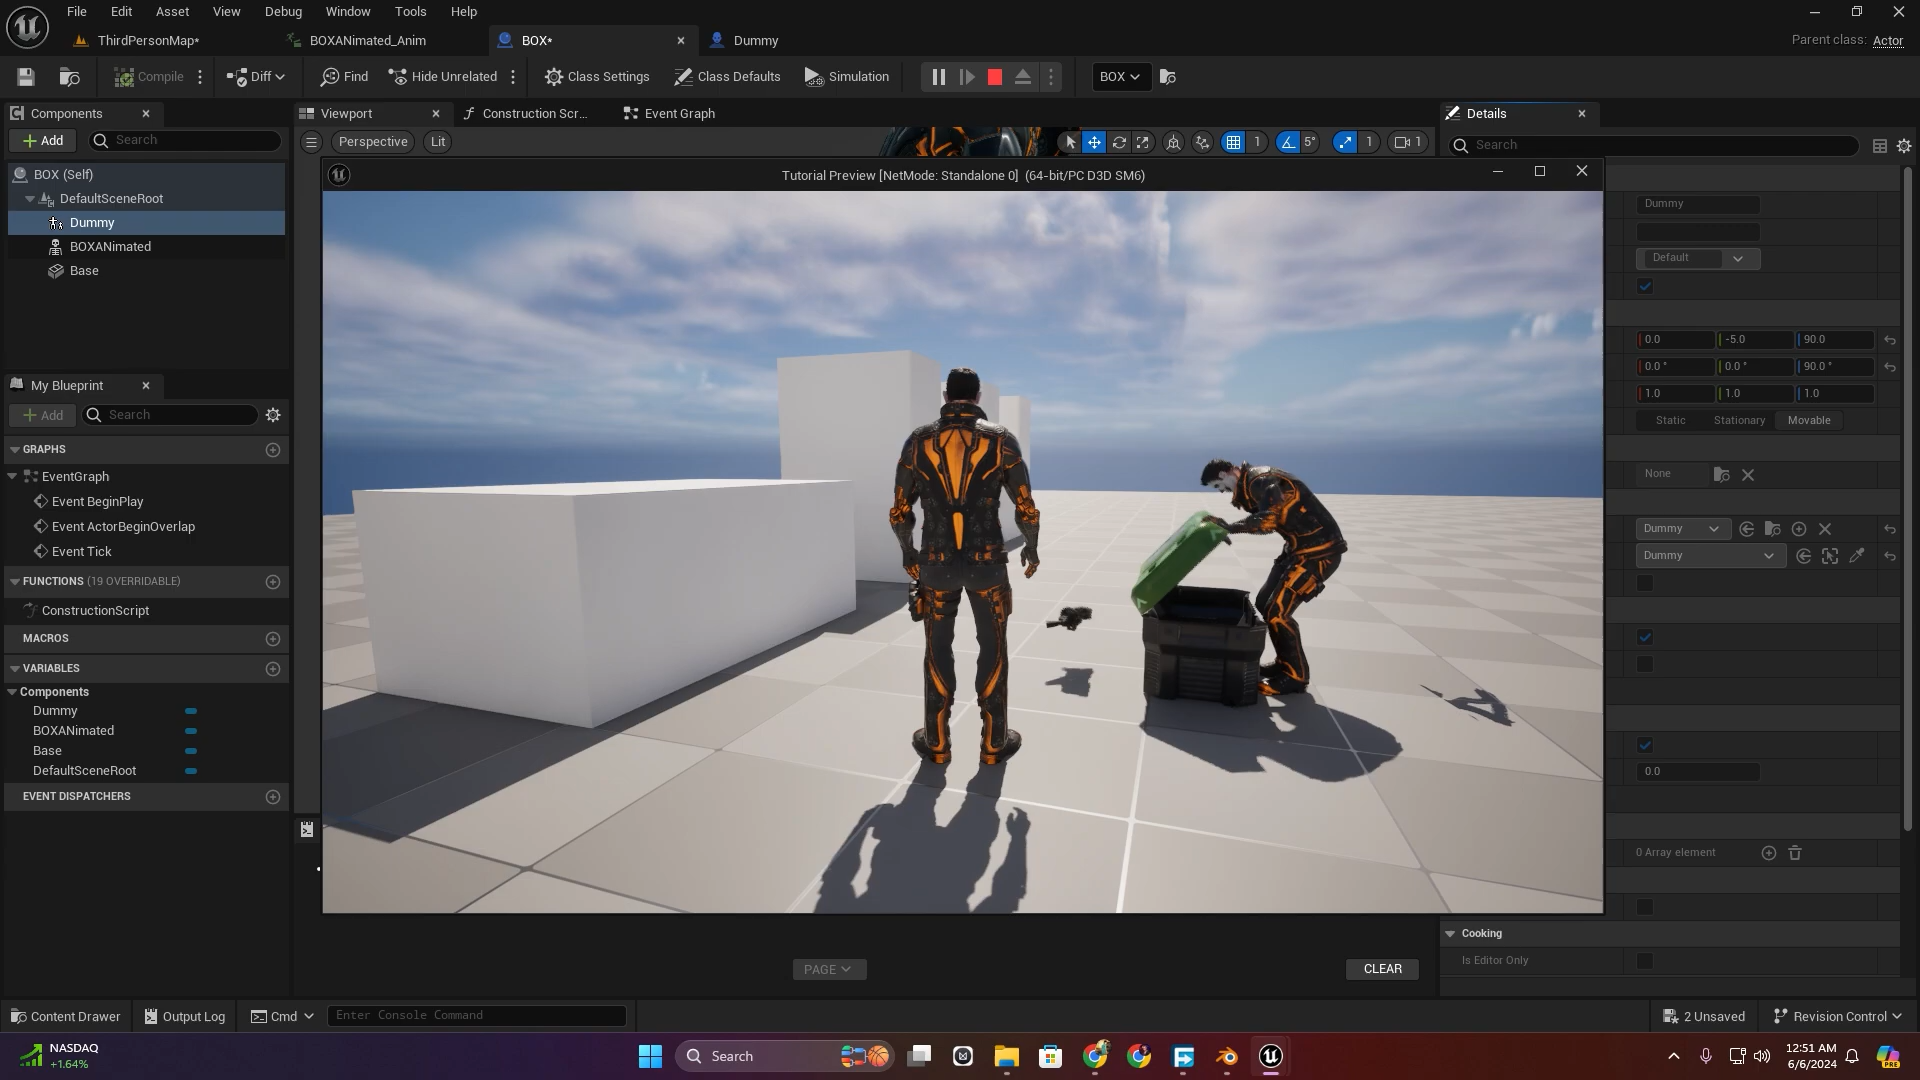 File Edit Asset View Debug Window Tools Help
ThirdPersonMap* BOXANimated_Anim BOX* Dummy
Parent class: Actor
Compile Diff Find Hide Unrelated Class Settings Class Defaults Simulation BOX
Components Viewport Construction Scr... Event Graph Details
Add Search Perspective Lit 1 5° 1 1 Search
BOX (Self)
DefaultSceneRoot
Dummy
BOXANimated
Base
Tutorial Preview [NetMode: Standalone 0] (64-bit/PC D3D SM6)
Dummy
Default
0.0 -5.0 90.0
0.0 ° 0.0 ° 90.0 °
1.0 1.0 1.0
Static Stationary Movable
None
Dummy
Dummy
0.0
0 Array element
My Blueprint
Add Search
GRAPHS
EventGraph
Event BeginPlay
Event ActorBeginOverlap
Event Tick
FUNCTIONS (19 OVERRIDABLE)
ConstructionScript
MACROS
VARIABLES
Components
Dummy
BOXANimated
Base
DefaultSceneRoot
EVENT DISPATCHERS
Cooking
Is Editor Only
PAGE CLEAR
Content Drawer Output Log Cmd Enter Console Command 2 Unsaved Revision Control
NASDAQ
+1.64%
Search
12:51 AM
6/6/2024
PRE